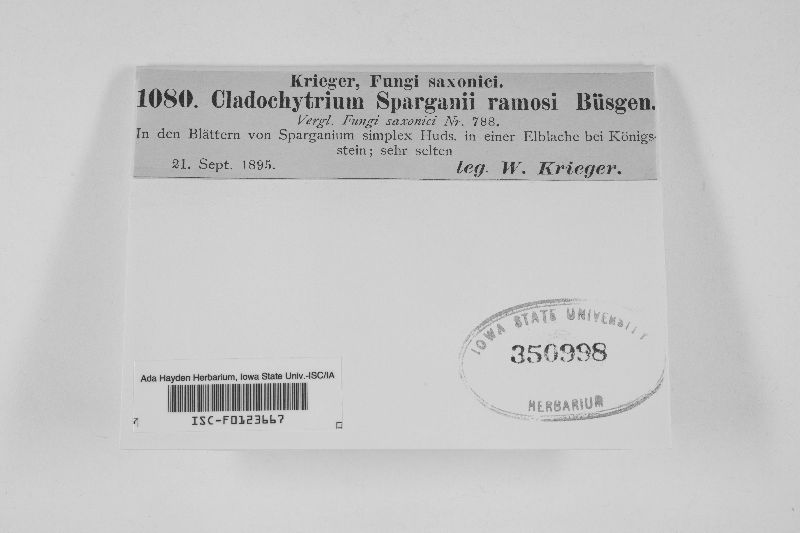 Krieger, Fungi saxonici.
1080. Cladochytrium Sparganii ramosi Büsgen.
Vergl. Fungi saxonici Nr. 788.
In den Blättern von Sparganium simplex Huds. in einer Elblache bei Königs-
stein; sehr selten
21. Sept. 1895. leg. W. Krieger.
IOWA STATE UNIVERSITY
350998
HERBARIUM
Ada Hayden Herbarium, Iowa State Univ.-ISC/IA
ISC-F0123667